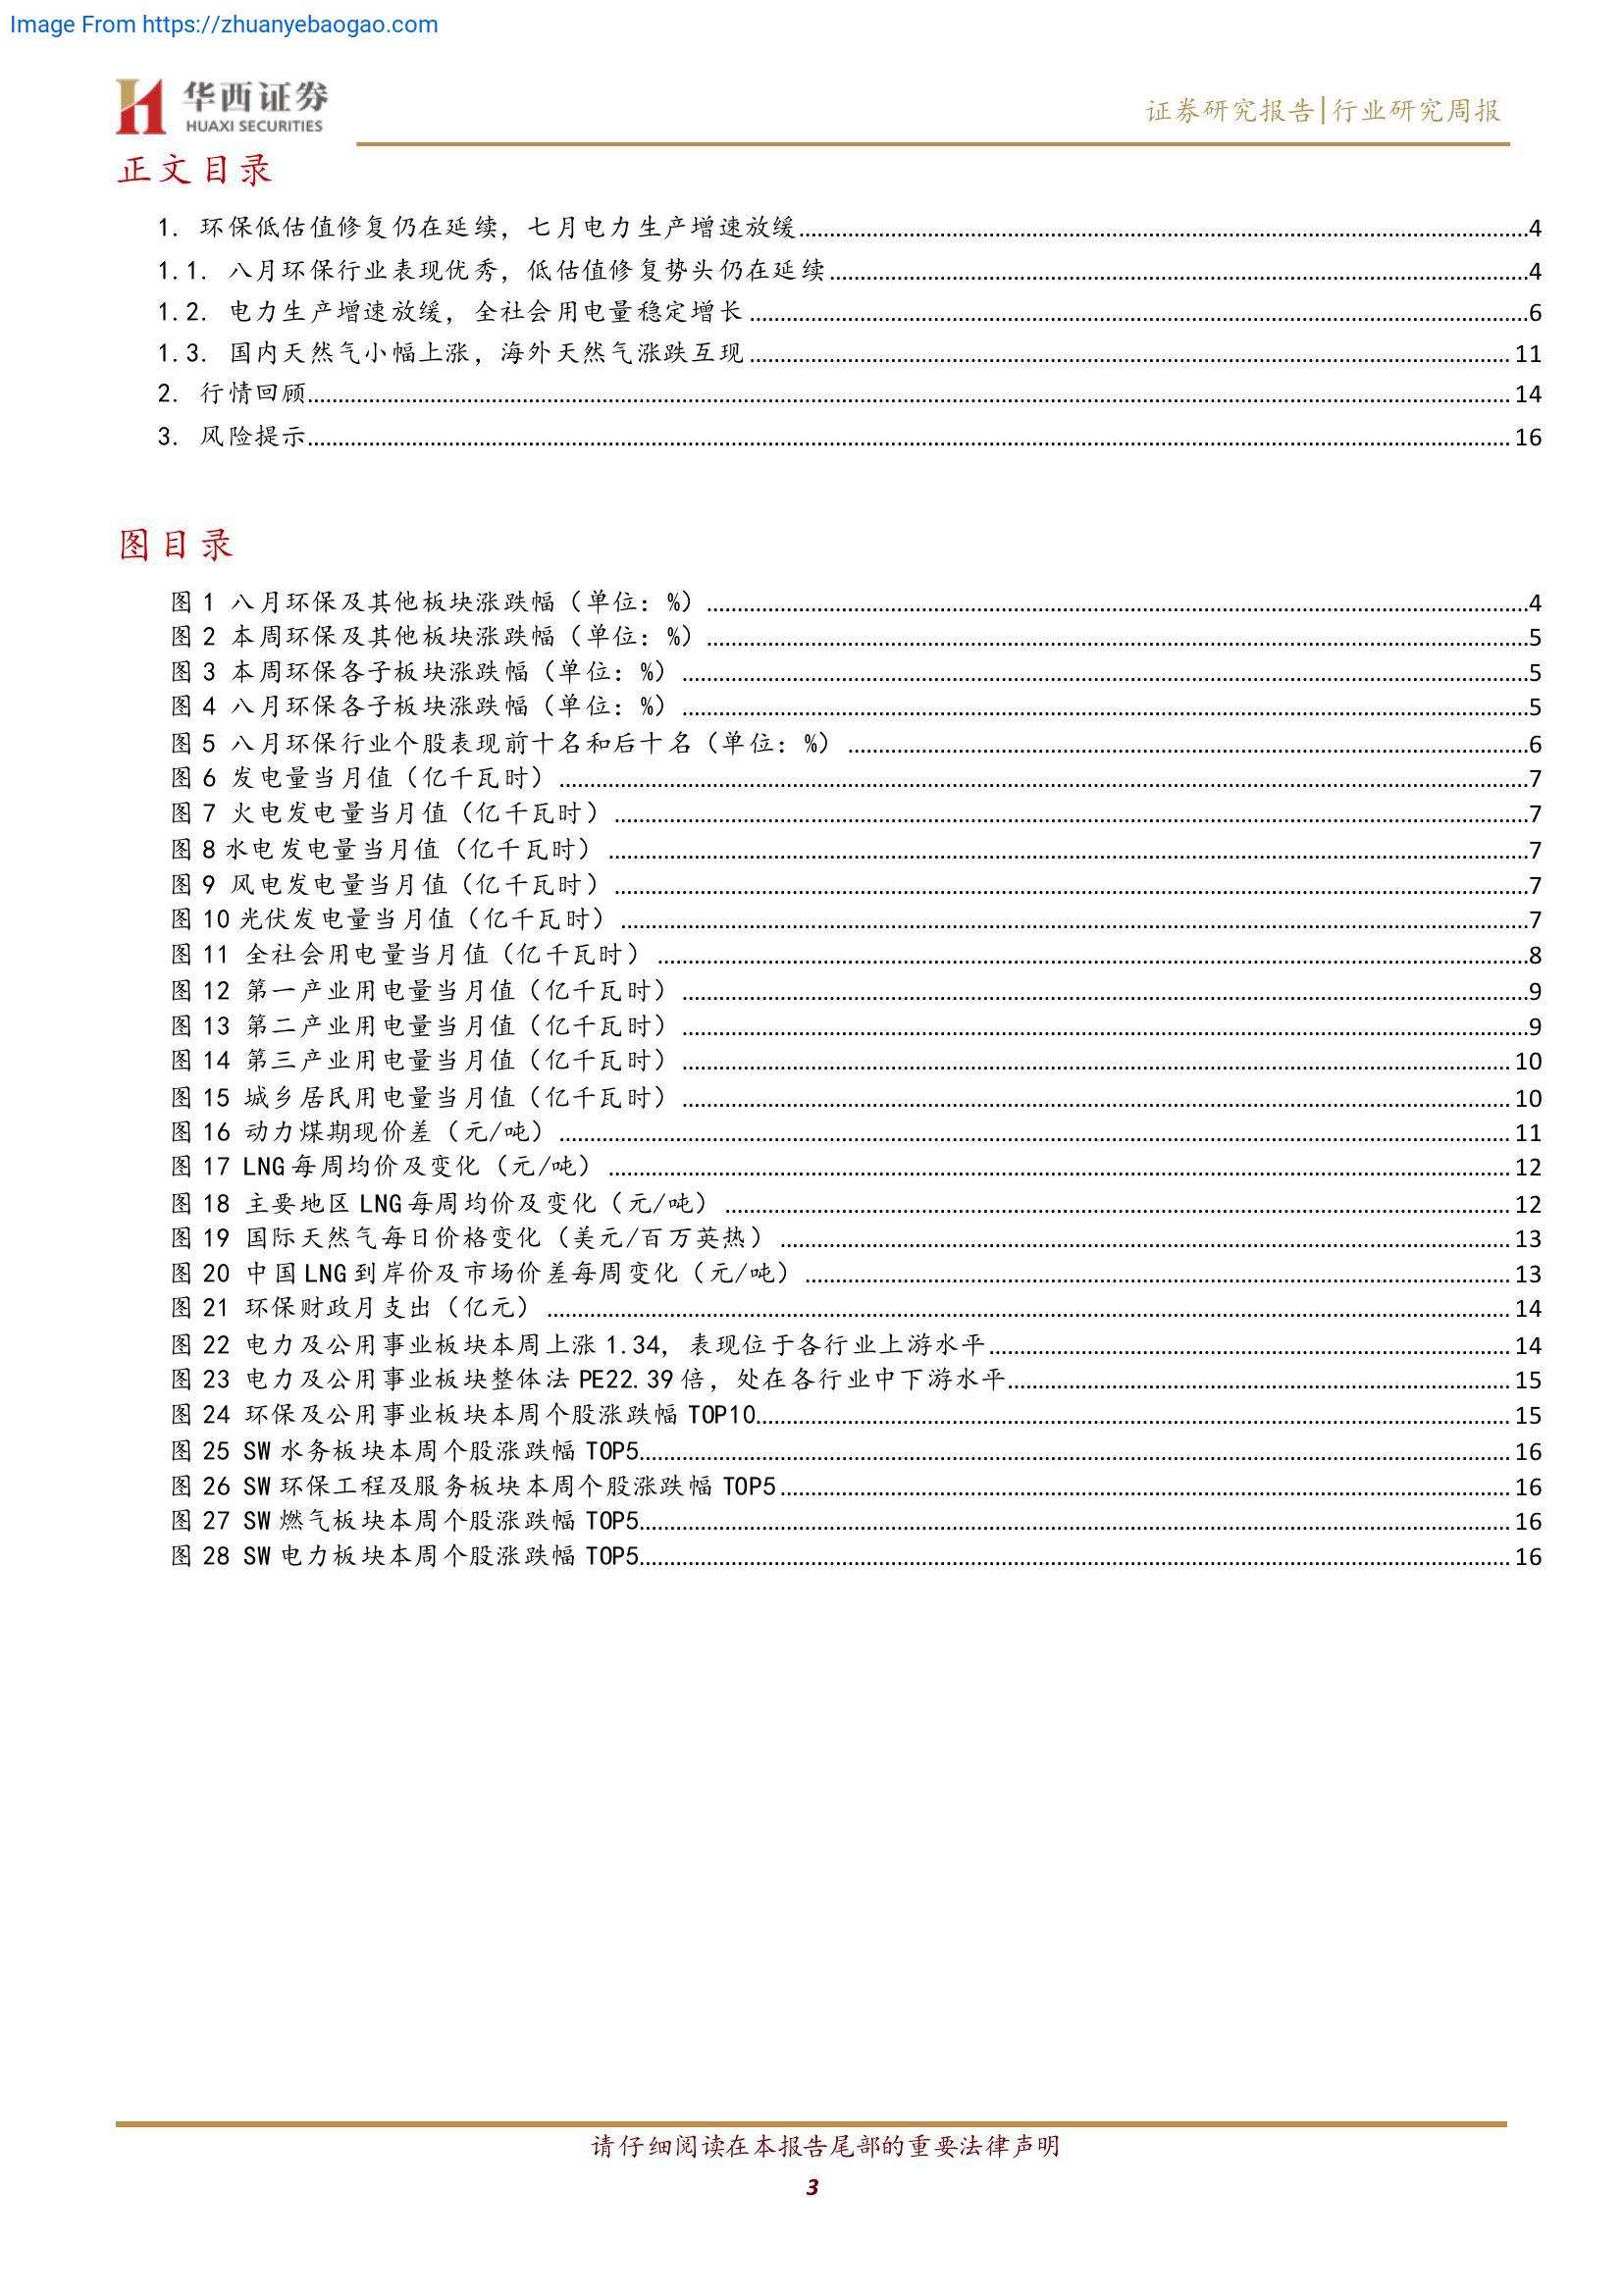 Image From https://zhuanyebaogao.com
华西证券
HUAXI SECURITIES
证券研究报告|行业研究周报
正文目录
1. 环保低估值修复仍在延续，七月电力生产增速放缓................4
1.1. 八月环保行业表现优秀，低估值修复势头仍在延续................4
1.2. 电力生产增速放缓，全社会用电量稳定增长................6
1.3. 国内天然气小幅上涨，海外天然气涨跌互现................11
2. 行情回顾................14
3. 风险提示................16
图目录
图 1 八月环保及其他板块涨跌幅（单位：%）................4
图 2 本周环保及其他板块涨跌幅（单位：%）................5
图 3 本周环保各子板块涨跌幅（单位：%）................5
图 4 八月环保各子板块涨跌幅（单位：%）................5
图 5 八月环保行业个股表现前十名和后十名（单位：%）................6
图 6 发电量当月值（亿千瓦时）................7
图 7 火电发电量当月值（亿千瓦时）................7
图 8 水电发电量当月值（亿千瓦时）................7
图 9 风电发电量当月值（亿千瓦时）................7
图 10 光伏发电量当月值（亿千瓦时）................7
图 11 全社会用电量当月值（亿千瓦时）................8
图 12 第一产业用电量当月值（亿千瓦时）................9
图 13 第二产业用电量当月值（亿千瓦时）................9
图 14 第三产业用电量当月值（亿千瓦时）................10
图 15 城乡居民用电量当月值（亿千瓦时）................10
图 16 动力煤期现价差（元/吨）................11
图 17 LNG 每周均价及变化（元/吨）................12
图 18 主要地区 LNG 每周均价及变化（元/吨）................12
图 19 国际天然气每日价格变化（美元/百万英热）................13
图 20 中国 LNG 到岸价及市场价差每周变化（元/吨）................13
图 21 环保财政月支出（亿元）................14
图 22 电力及公用事业板块本周上涨 1.34，表现位于各行业上游水平................14
图 23 电力及公用事业板块整体法 PE22.39 倍，处在各行业中下游水平................15
图 24 环保及公用事业板块本周个股涨跌幅 TOP10................15
图 25 SW 水务板块本周个股涨跌幅 TOP5................16
图 26 SW 环保工程及服务板块本周个股涨跌幅 TOP5................16
图 27 SW 燃气板块本周个股涨跌幅 TOP5................16
图 28 SW 电力板块本周个股涨跌幅 TOP5................16
请仔细阅读在本报告尾部的重要法律声明
3